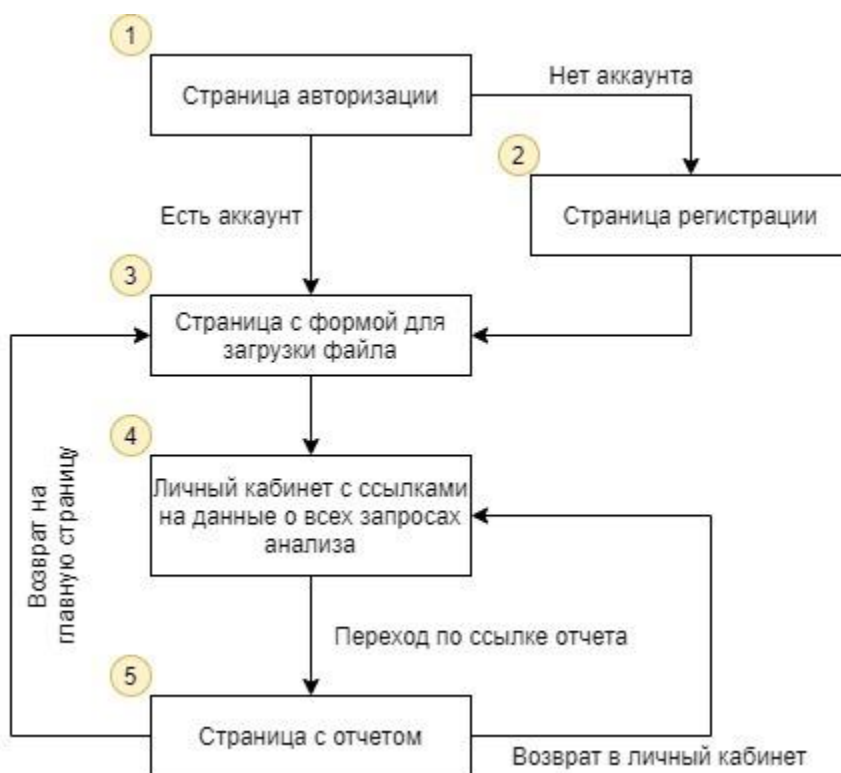 1
Страница авторизации
Нет аккаунта
2
Страница регистрации
Есть аккаунт
3
Страница с формой для
загрузки файла
4
Личный кабинет с ссылками
на данные о всех запросах
анализа
Возврат на
главную страницу
Переход по ссылке отчета
5
Страница с отчетом
Возврат в личный кабинет